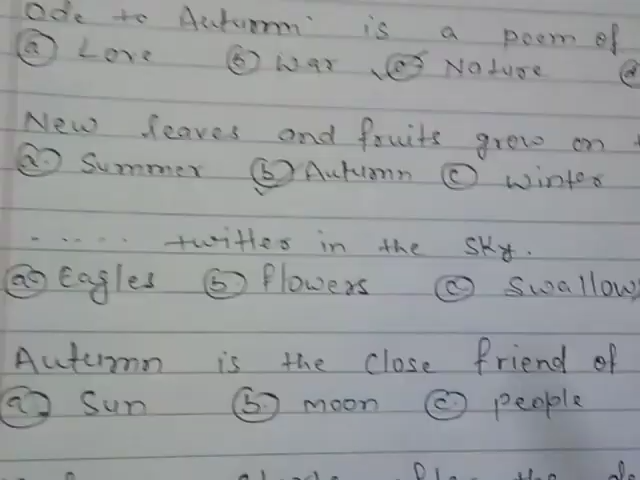 Ode to Autumn is a poem of
(a) Love (b) War (c) Nature (d
New leaves and fruits grow on
(a) Summer (b) Autumn (c) winter
..... twitter in the sky.
(a) Eagles (b) flowers (c) swallow
Autumn is the close friend of
(a) Sun (b) moon (c) people